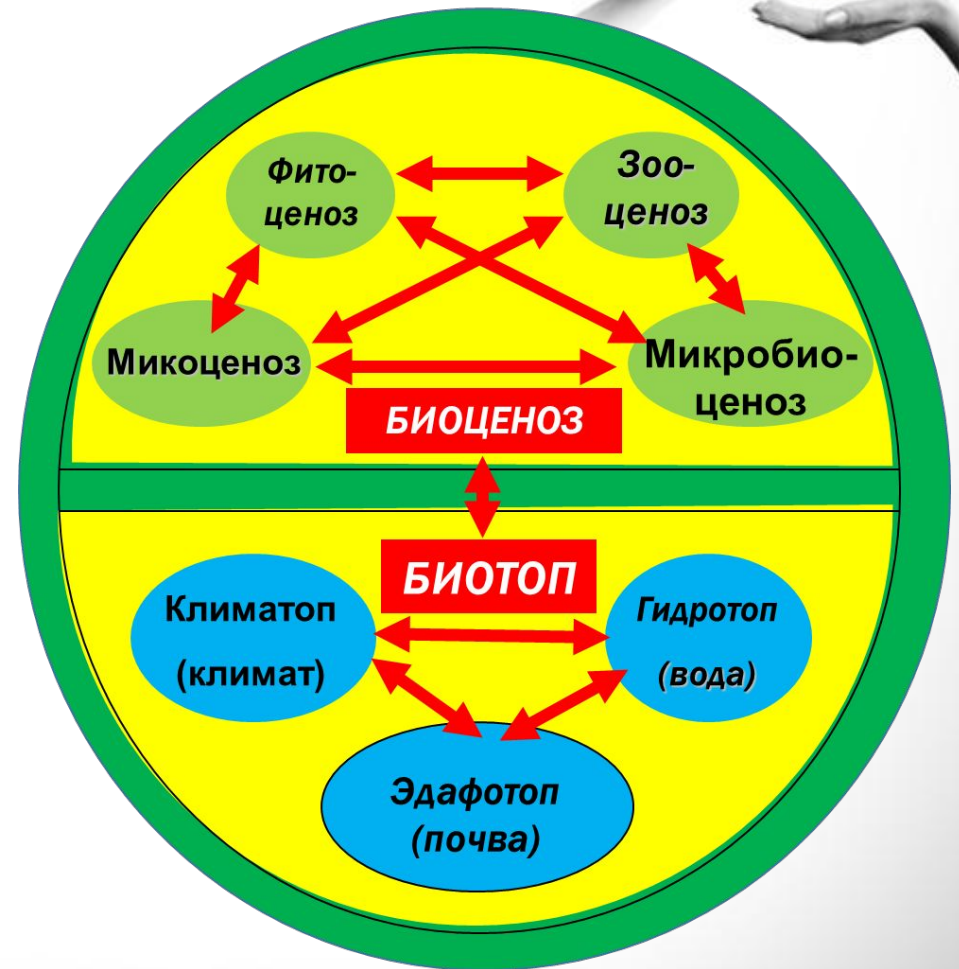 Фито-
ценоз
Зоо-
ценоз
Микоценоз
Микробио-
ценоз
БИОЦЕНОЗ
БИОТОП
Климатоп
(климат)
Гидротоп
(вода)
Эдафотоп
(почва)